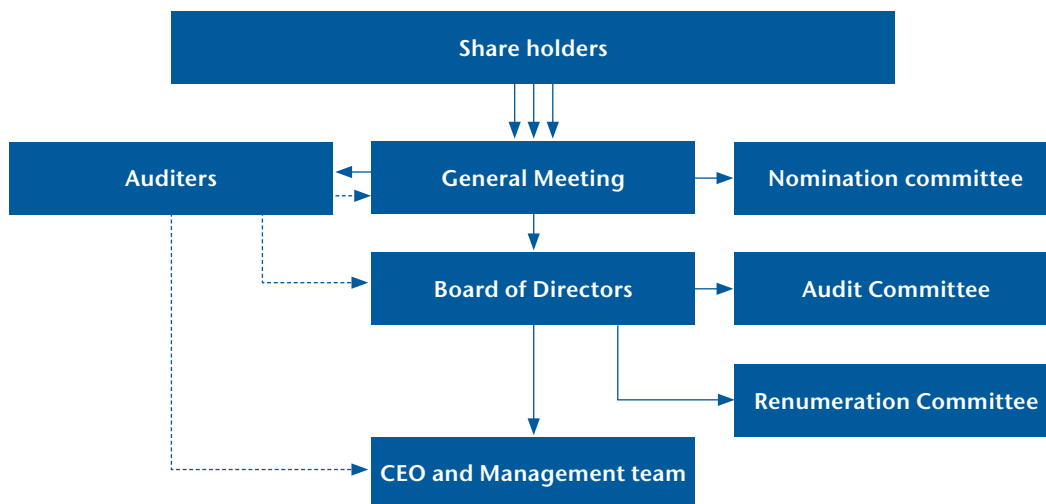 Share holders
Auditers
General Meeting
Nomination committee
Board of Directors
Audit Committee
Renumeration Committee
CEO and Management team